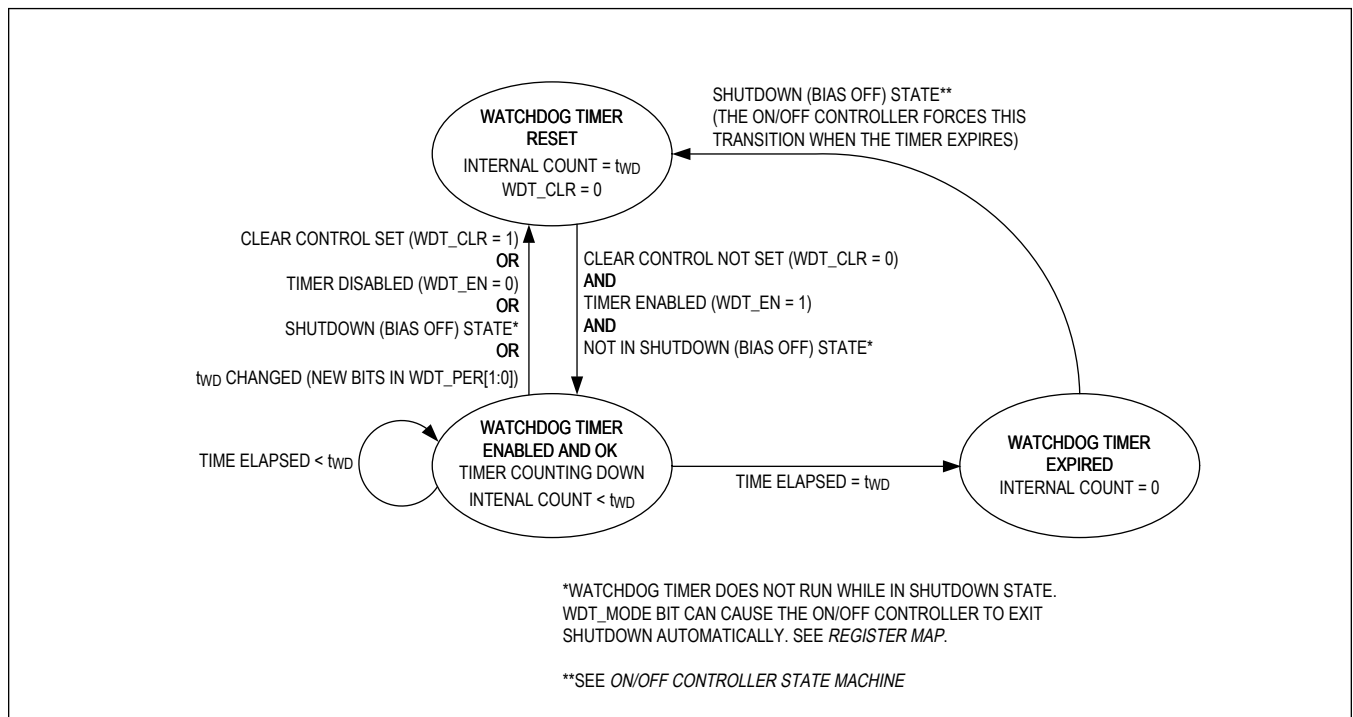 SHUTDOWN (BIAS OFF) STATE**
(THE ON/OFF CONTROLLER FORCES THIS
TRANSITION WHEN THE TIMER EXPIRES)
WATCHDOG TIMER
RESET
INTERNAL COUNT = tWD
WDT_CLR = 0
CLEAR CONTROL SET (WDT_CLR = 1)
OR
TIMER DISABLED (WDT_EN = 0)
OR
SHUTDOWN (BIAS OFF) STATE*
OR
tWD CHANGED (NEW BITS IN WDT_PER[1:0])
CLEAR CONTROL NOT SET (WDT_CLR = 0)
AND
TIMER ENABLED (WDT_EN = 1)
AND
NOT IN SHUTDOWN (BIAS OFF) STATE*
TIME ELAPSED < tWD
WATCHDOG TIMER
ENABLED AND OK
TIMER COUNTING DOWN
INTENAL COUNT < tWD
TIME ELAPSED = tWD
WATCHDOG TIMER
EXPIRED
INTERNAL COUNT = 0
*WATCHDOG TIMER DOES NOT RUN WHILE IN SHUTDOWN STATE.
WDT_MODE BIT CAN CAUSE THE ON/OFF CONTROLLER TO EXIT
SHUTDOWN AUTOMATICALLY. SEE REGISTER MAP.
**SEE ON/OFF CONTROLLER STATE MACHINE